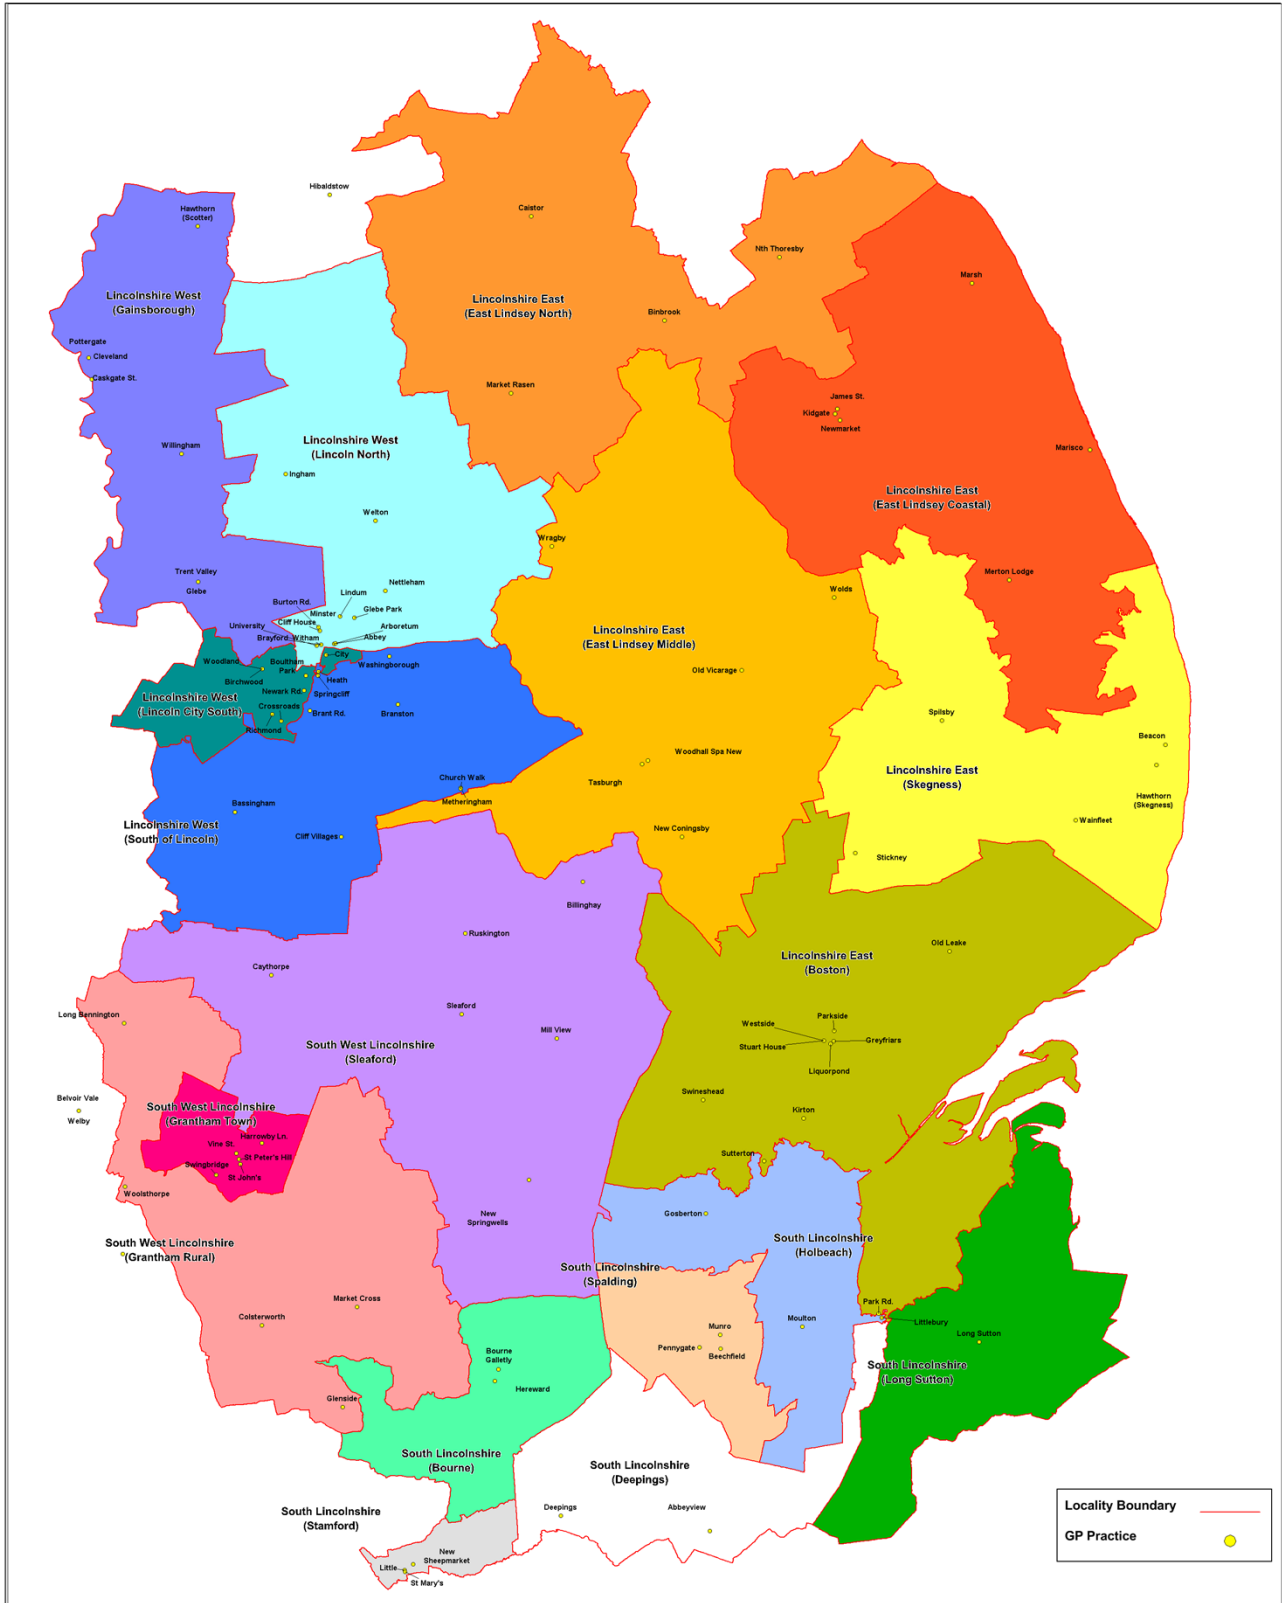 Hibaldstow
Hawthorn
(Scotter)
Caistor
Nth Thoresby
Marsh
Lincolnshire West
(Gainsborough)
Lincolnshire East
(East Lindsey North)
Binbrook
Pottergate
Cleveland
Caskgate St.
Market Rasen
James St.
Kidgate
Newmarket
Lincolnshire West
(Lincoln North)
Willingham
Marisco
Ingham
Lincolnshire East
(East Lindsey Coastal)
Welton
Wragby
Trent Valley
Glebe
Nettleham
Merton Lodge
Lindum
Burton Rd.
Minster
Glebe Park
Wolds
Cliff House
University
Arboretum
Brayford
Witham
Abbey
Lincolnshire East
(East Lindsey Middle)
City
Woodland
Boultham
Park
Washingborough
Old Vicarage
Birchwood
Heath
Newark Rd.
Springcliff
Lincolnshire West
(Lincoln City South)
Crossroads
Brant Rd.
Branston
Richmond
Spilsby
Beacon
Woodhall Spa New
Lincolnshire East
(Skegness)
Church Walk
Tasburgh
Hawthorn
(Skegness)
Metheringham
Bassingham
Lincolnshire West
(South of Lincoln)
Cliff Villages
New Coningsby
Wainfleet
Stickney
Billinghay
Ruskington
Old Leake
Lincolnshire East
(Boston)
Caythorpe
Long Bennington
Sleaford
Mill View
Parkside
Westside
Stuart House
Greyfriars
South West Lincolnshire
(Sleaford)
Liquorpond
Belvoir Vale
Welby
Swineshead
South West Lincolnshire
(Grantham Town)
Kirton
Harrowby Ln.
Vine St.
St Peter's Hill
Swingbridge
St John's
Sutterton
Woolsthorpe
New
Springwells
Gosberton
South West Lincolnshire
(Grantham Rural)
South Lincolnshire
(Holbeach)
South Lincolnshire
(Spalding)
Market Cross
Park Rd.
Colsterworth
Moulton
Littlebury
Munro
Long Sutton
Pennygate
Beechfield
Bourne
Galletly
South Lincolnshire
(Long Sutton)
Hereward
Glenside
South Lincolnshire
(Bourne)
South Lincolnshire
(Deepings)
South Lincolnshire
(Stamford)
Deepings
Abbeyview
Locality Boundary
GP Practice
New
Sheepmarket
Little
St Mary's